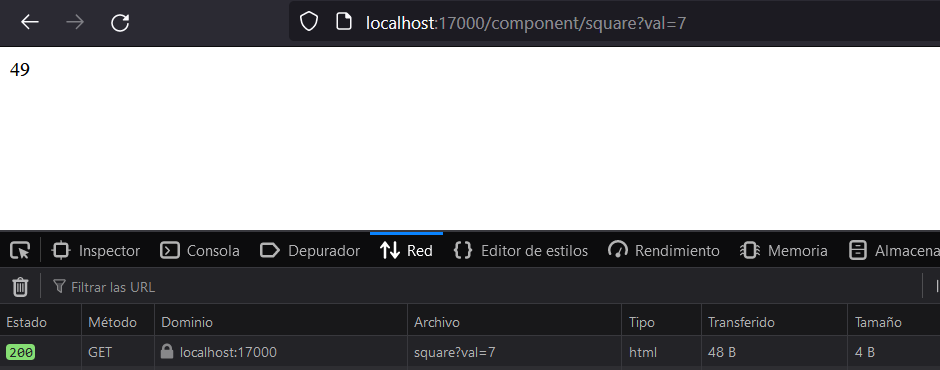 localhost:17000/component/square?val=7
49
Inspector Consola Depurador Red Editor de estilos Rendimiento Memoria Almacena
Filtrar las URL
Estado Método Dominio Archivo Tipo Transferido Tamaño
200 GET localhost:17000 square?val=7 html 48 B 4 B